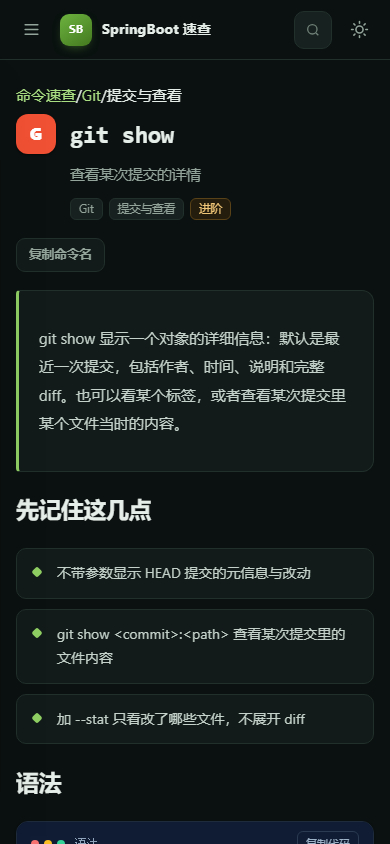 SB SpringBoot 速查
命令速查/Git/提交与查看
G git show
查看某次提交的详情
Git 提交与查看 进阶
复制命令名
git show 显示一个对象的详细信息：默认是最
近一次提交，包括作者、时间、说明和完整
diff。也可以看某个标签，或者查看某次提交里
某个文件当时的内容。
先记住这几点
不带参数显示 HEAD 提交的元信息与改动
git show <commit>:<path> 查看某次提交里的
文件内容
加 --stat 只看改了哪些文件，不展开 diff
语法
语法 复制代码